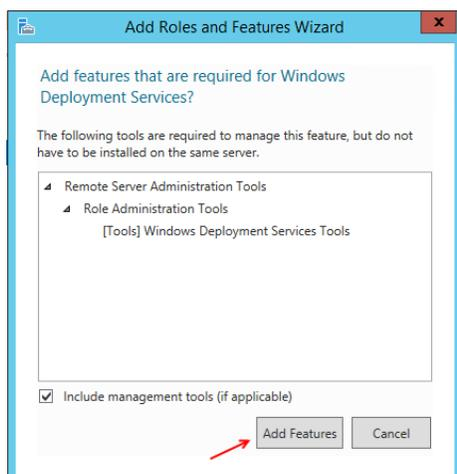 Add Roles and Features Wizard
x
Add features that are required for Windows
Deployment Services?
The following tools are required to manage this feature, but do not
have to be installed on the same server.
Remote Server Administration Tools
Role Administration Tools
[Tools] Windows Deployment Services Tools
Include management tools (if applicable)
Add Features Cancel